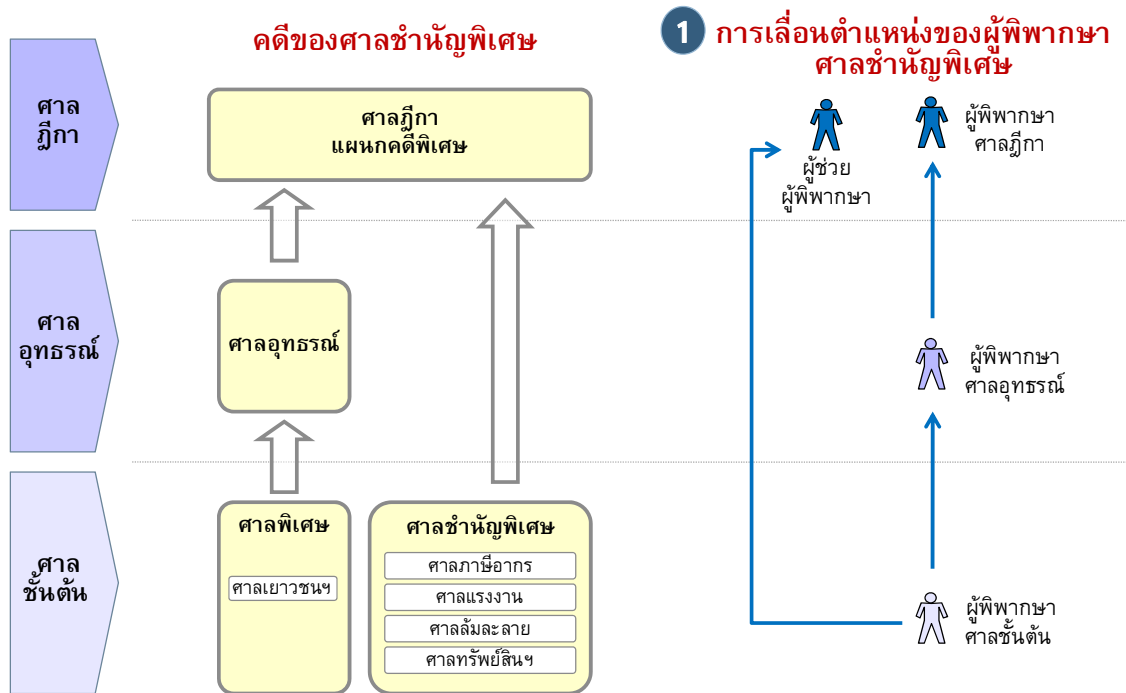 คดีของศาลชำนัญพิเศษ
1 การเลื่อนตำแหน่งของผู้พิพากษา
ศาลชำนัญพิเศษ
ศาล
ฎีกา
ศาลฎีกา
แผนกคดีพิเศษ
ผู้ช่วย
ผู้พิพากษา
ผู้พิพากษา
ศาลฎีกา
ศาล
อุทธรณ์
ศาลอุทธรณ์
ผู้พิพากษา
ศาลอุทธรณ์
ศาล
ชั้นต้น
ศาลพิเศษ
ศาลเยาวชนฯ
ศาลชำนัญพิเศษ
ศาลภาษีอากร
ศาลแรงงาน
ศาลล้มละลาย
ศาลทรัพย์สินฯ
ผู้พิพากษา
ศาลชั้นต้น